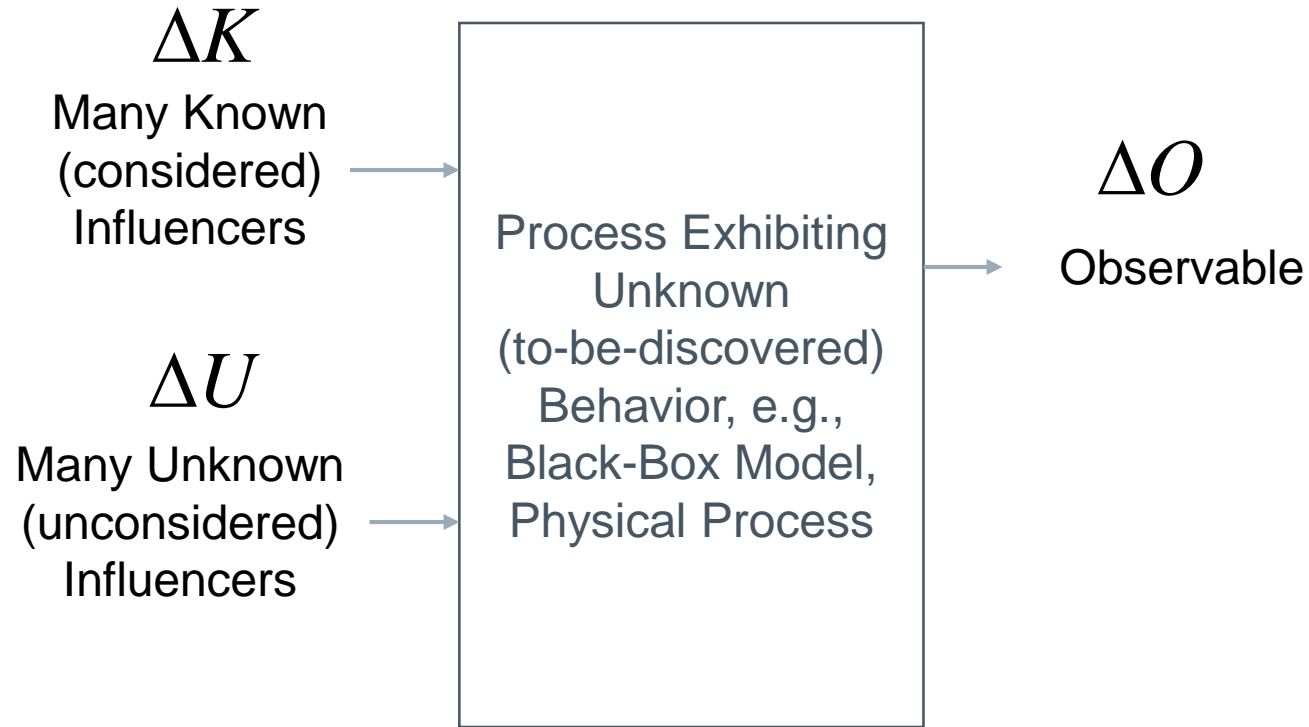 ΔK
Many Known
(considered)
Influencers
ΔU
Many Unknown
(unconsidered)
Influencers
Process Exhibiting
Unknown
(to-be-discovered)
Behavior, e.g.,
Black-Box Model,
Physical Process
ΔO
Observable